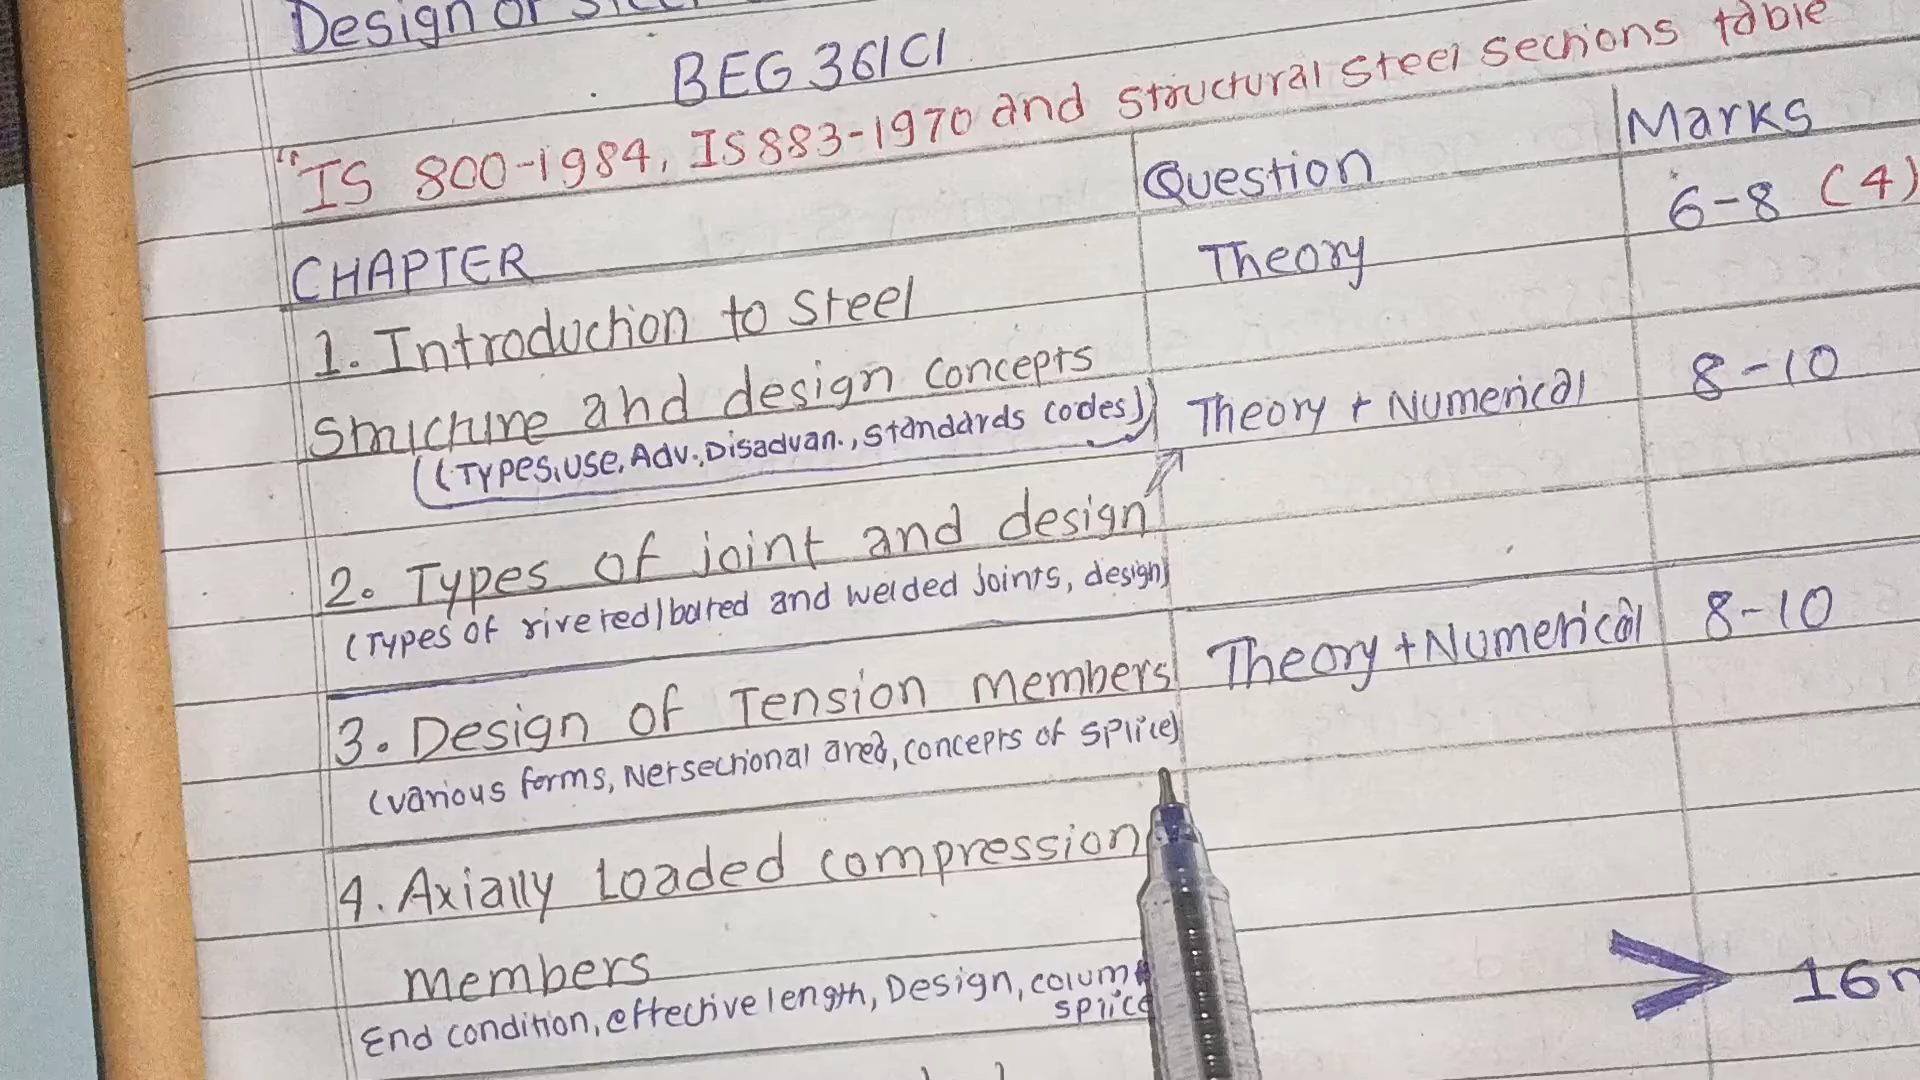 Design of Steel
BEG 361CI
"IS 800-1984, IS 883-1970 and structural steel sections table
CHAPTER Question Marks
1. Introduction to Steel Theory 6-8 (4)
Structure and design concepts
((Types, use, Adv., Disadvan., standards codes)) Theory + Numerical 8-10
2. Types of joint and design
(Types of riveted/bolted and welded joints, design)
3. Design of Tension Members Theory + Numerical 8-10
(various forms, Net sectional area, concepts of splice)
4. Axially Loaded compression
Members
End condition, effective length, Design, column
splice
> 16